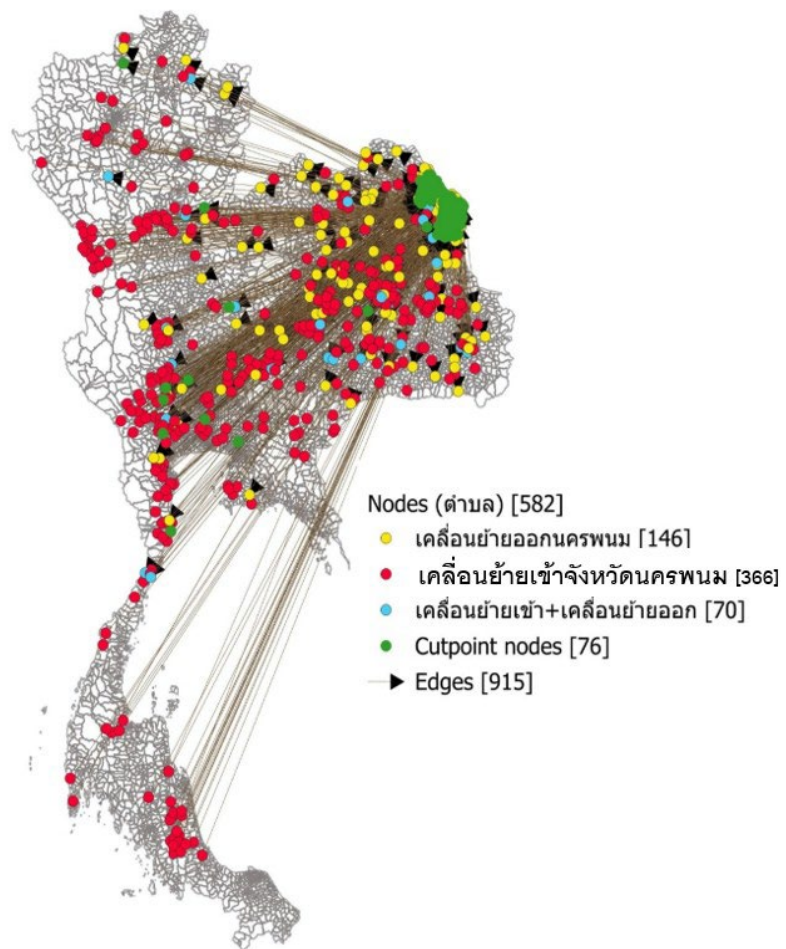 Nodes (ตำบล) [582]
เคลื่อนย้ายออกนครพนม [146]
เคลื่อนย้ายเข้าจังหวัดนครพนม [366]
เคลื่อนย้ายเข้า+เคลื่อนย้ายออก [70]
Cutpoint nodes [76]
Edges [915]